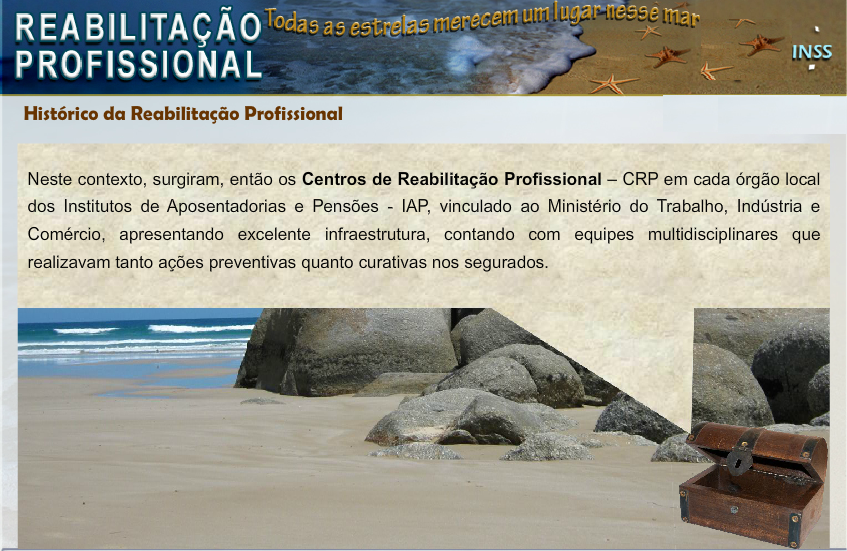 REABILITAÇÃO
PROFISSIONAL
Todas as estrelas merecem um lugar nesse mar
INSS
Histórico da Reabilitação Profissional
Neste contexto, surgiram, então os Centros de Reabilitação Profissional – CRP em cada órgão local
dos Institutos de Aposentadorias e Pensões - IAP, vinculado ao Ministério do Trabalho, Indústria e
Comércio, apresentando excelente infraestrutura, contando com equipes multidisciplinares que
realizavam tanto ações preventivas quanto curativas nos segurados.